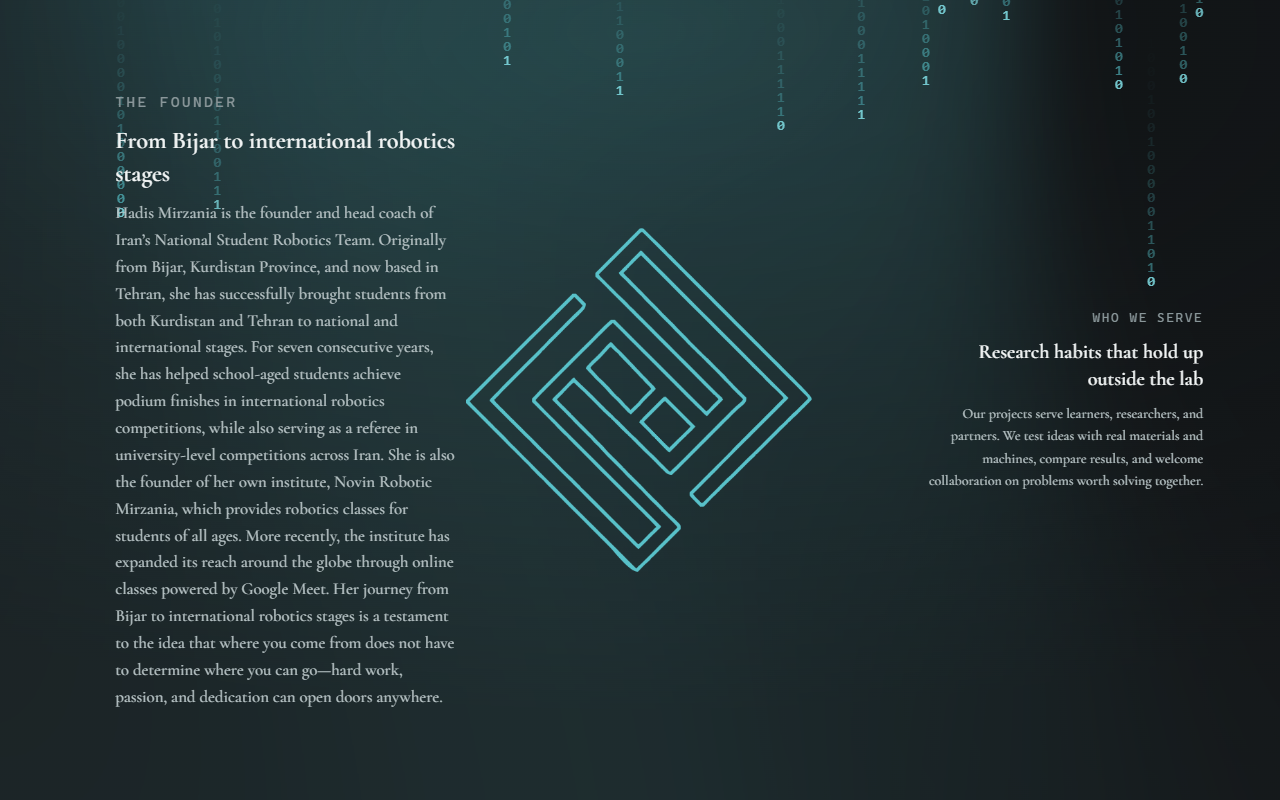 THE FOUNDER
From Bijar to international robotics
stages
Hadis Mirzania is the founder and head coach of
Iran’s National Student Robotics Team. Originally
from Bijar, Kurdistan Province, and now based in
Tehran, she has successfully brought students from
both Kurdistan and Tehran to national and
international stages. For seven consecutive years,
she has helped school-aged students achieve
podium finishes in international robotics
competitions, while also serving as a referee in
university-level competitions across Iran. She is also
the founder of her own institute, Novin Robotic
Mirzania, which provides robotics classes for
students of all ages. More recently, the institute has
expanded its reach around the globe through online
classes powered by Google Meet. Her journey from
Bijar to international robotics stages is a testament
to the idea that where you come from does not have
to determine where you can go—hard work,
passion, and dedication can open doors anywhere.
WHO WE SERVE
Research habits that hold up
outside the lab
Our projects serve learners, researchers, and
partners. We test ideas with real materials and
machines, compare results, and welcome
collaboration on problems worth solving together.